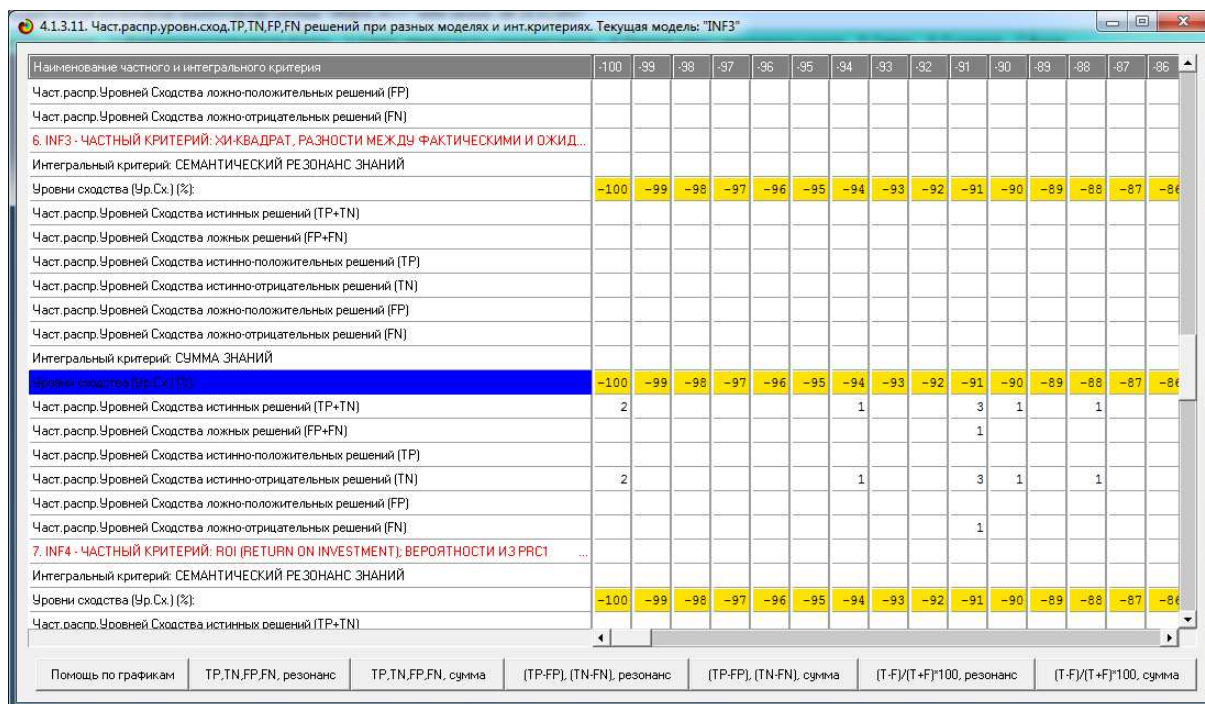 4.1.3.11. Част.распр.уровн.сход.TP,TN,FP,FN решений при разных моделях и инт.критериях. Текущая модель: "INF3"
Наименование частного и интегрального критерия -100 -99 -98 -97 -96 -95 -94 -93 -92 -91 -90 -89 -88 -87 -86
Част.распр.Уровней Сходства ложно-положительных решений (FP)
Част.распр.Уровней Сходства ложно-отрицательных решений (FN)
6. INF3 - ЧАСТНЫЙ КРИТЕРИЙ: ХИ-КВАДРАТ, РАЗНОСТИ МЕЖДУ ФАКТИЧЕСКИМИ И ОЖИД...
Интегральный критерий: СЕМАНТИЧЕСКИЙ РЕЗОНАНС ЗНАНИЙ
Уровни сходства (Ур.Сх.) (%): -100 -99 -98 -97 -96 -95 -94 -93 -92 -91 -90 -89 -88 -87 -86
Част.распр.Уровней Сходства истинных решений (TP+TN)
Част.распр.Уровней Сходства ложных решений (FP+FN)
Част.распр.Уровней Сходства истинно-положительных решений (TP)
Част.распр.Уровней Сходства истинно-отрицательных решений (TN)
Част.распр.Уровней Сходства ложно-положительных решений (FP)
Част.распр.Уровней Сходства ложно-отрицательных решений (FN)
Интегральный критерий: СУММА ЗНАНИЙ
Уровни сходства (Ур.Сх.) (%): -100 -99 -98 -97 -96 -95 -94 -93 -92 -91 -90 -89 -88 -87 -86
Част.распр.Уровней Сходства истинных решений (TP+TN) 2 1 3 1 1
Част.распр.Уровней Сходства ложных решений (FP+FN) 1
Част.распр.Уровней Сходства истинно-положительных решений (TP)
Част.распр.Уровней Сходства истинно-отрицательных решений (TN) 2 1 3 1 1
Част.распр.Уровней Сходства ложно-положительных решений (FP)
Част.распр.Уровней Сходства ложно-отрицательных решений (FN) 1
7. INF4 - ЧАСТНЫЙ КРИТЕРИЙ: ROI (RETURN ON INVESTMENT); ВЕРОЯТНОСТИ ИЗ PRC1 ...
Интегральный критерий: СЕМАНТИЧЕСКИЙ РЕЗОНАНС ЗНАНИЙ
Уровни сходства (Ур.Сх.) (%): -100 -99 -98 -97 -96 -95 -94 -93 -92 -91 -90 -89 -88 -87 -86
Част.распр.Уровней Сходства истинных решений (TP+TN)
Помощь по графикам TP,TN,FP,FN, резонанс TP,TN,FP,FN, сумма (TP-FP), (TN-FN), резонанс (TP-FP), (TN-FN), сумма (T-F)/(T+F)*100, резонанс (T-F)/(T+F)*100, сумма